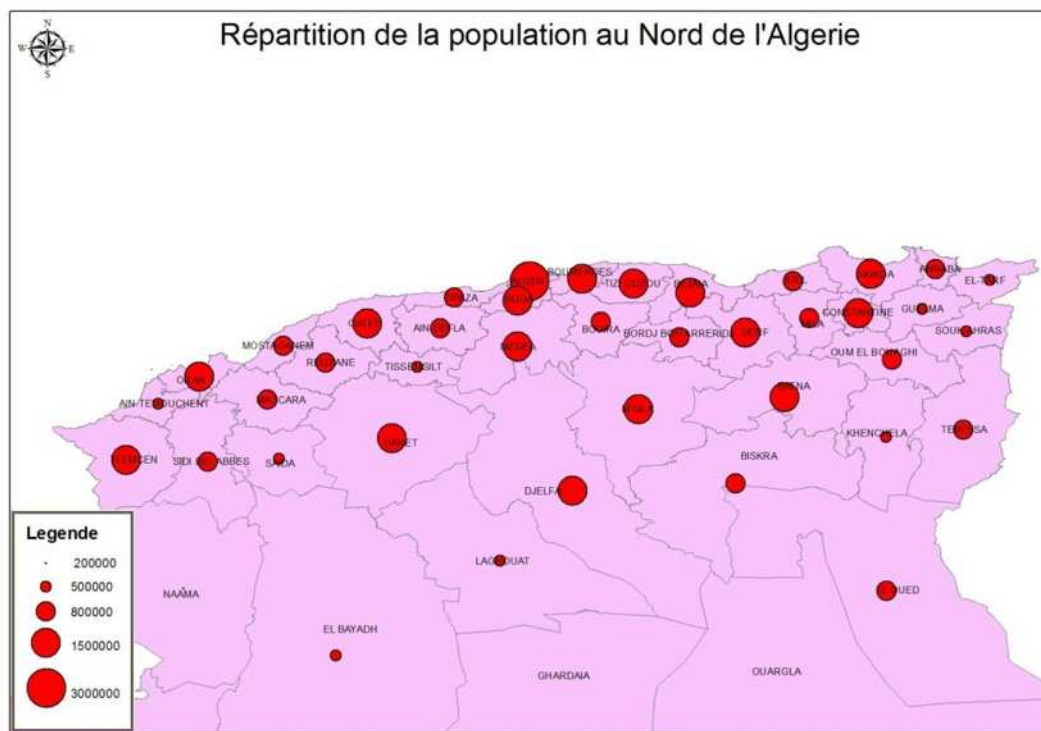 N
W E
S
Répartition de la population au Nord de l'Algerie
BOUMERDES
TIZI OUZOU
BEJAIA
SKIKDA
ANNABA
EL-TARF
BLIDA
TIPAZA
CHLEF
AIN DEFLA
BOUIRA
BORDJ BOU ARRERIDJ
SETIF
MILA
CONSTANTINE
GUELMA
SOUK AHRAS
MOSTAGANEM
RELIZANE
TISSEMSILT
MEDEA
OUM EL BOUAGHI
ORAN
AIN-TEMOUCHENT
MASCARA
MSILA
BATNA
KHENCHELA
TEBESSA
TLEMCEN
SIDI BEL ABBES
SAIDA
TIARET
BISKRA
DJELFA
LAGHOUAT
NAAMA
EL BAYADH
EL OUED
GHARDAIA
OUARGLA
Legende
200000
500000
800000
1500000
3000000